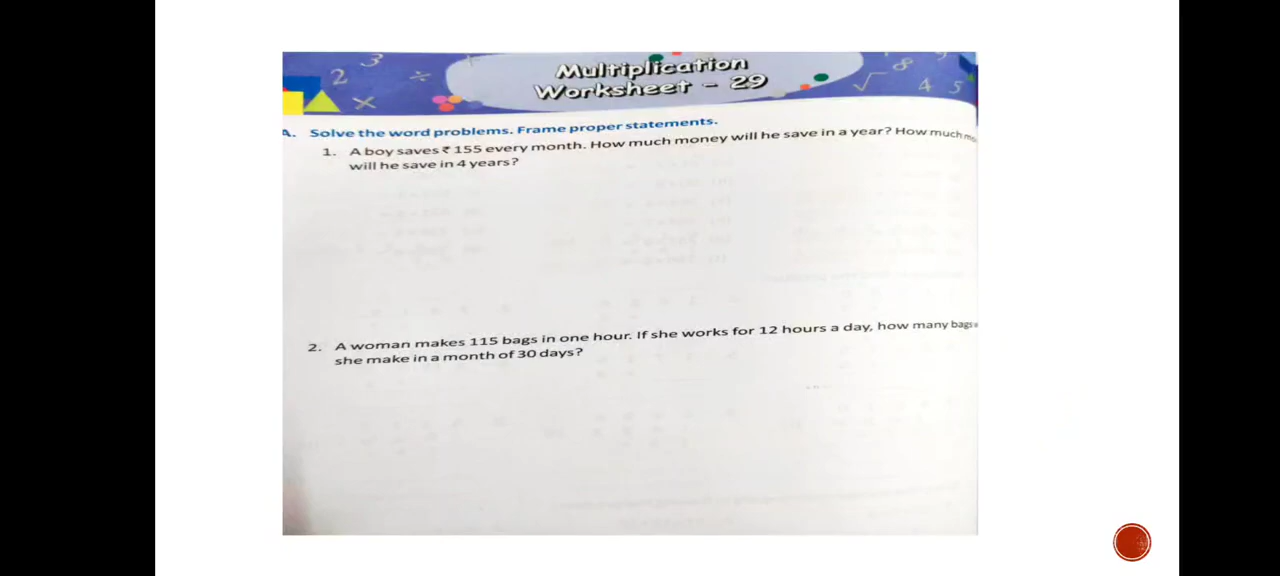 Multiplication
Worksheet - 29
A. Solve the word problems. Frame proper statements.
1. A boy saves ₹ 155 every month. How much money will he save in a year? How much
will he save in 4 years?
2. A woman makes 115 bags in one hour. If she works for 12 hours a day, how many bags
she make in a month of 30 days?